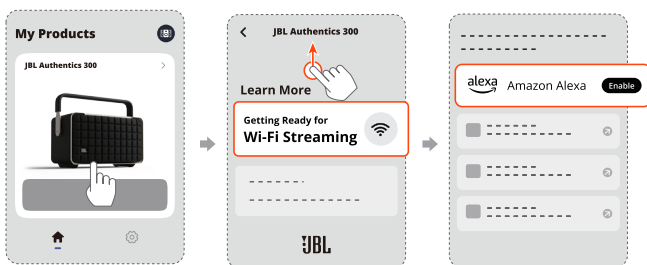 My Products
JBL Authentics 300
JBL
JBL Authentics 300
Learn More
Getting Ready for
Wi-Fi Streaming
JBL
alexa
Amazon Alexa
Enable